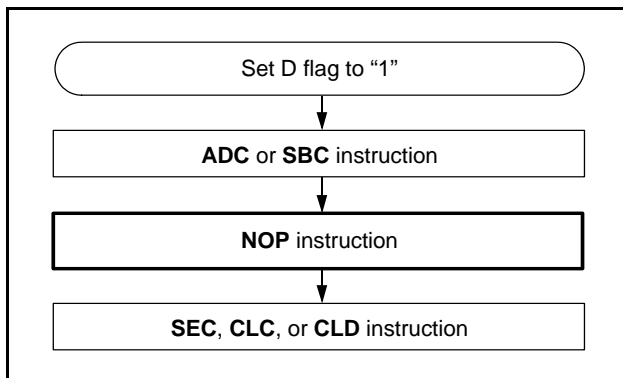 Set D flag to “1”
ADC or SBC instruction
NOP instruction
SEC, CLC, or CLD instruction